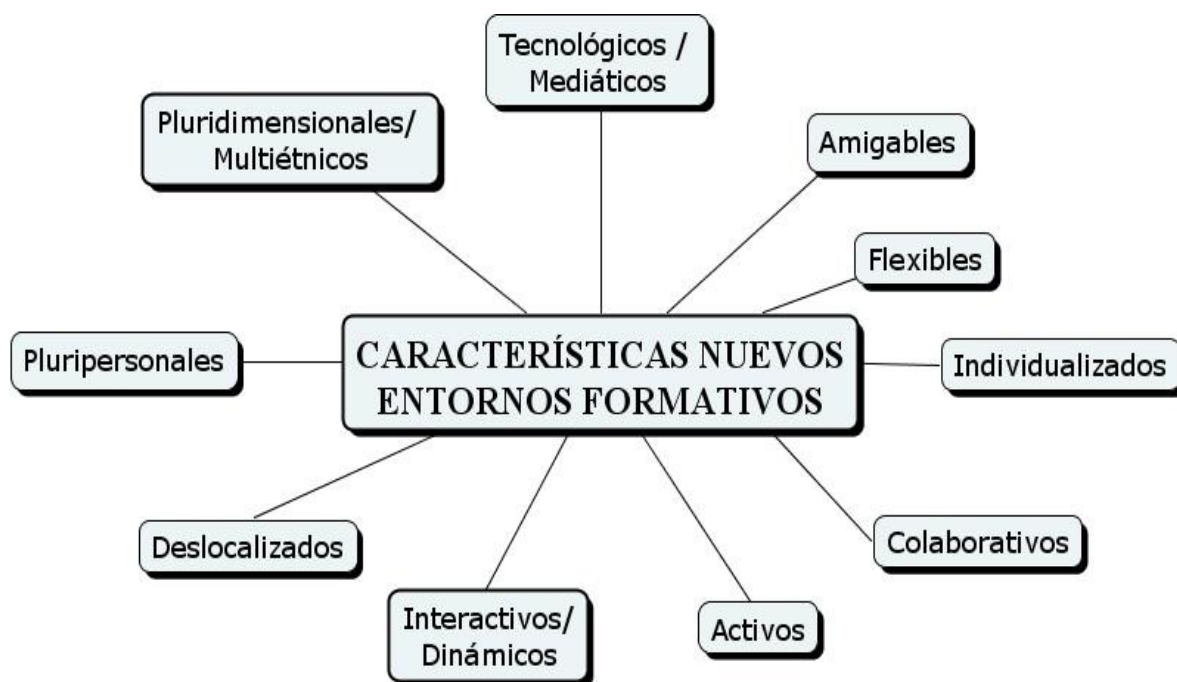 Tecnológicos /
Mediáticos
Pluridimensionales/
Multiétnicos
Amigables
Flexibles
Pluripersonales
CARACTERÍSTICAS NUEVOS
ENTORNOS FORMATIVOS
Individualizados
Deslocalizados
Colaborativos
Interactivos/
Dinámicos
Activos